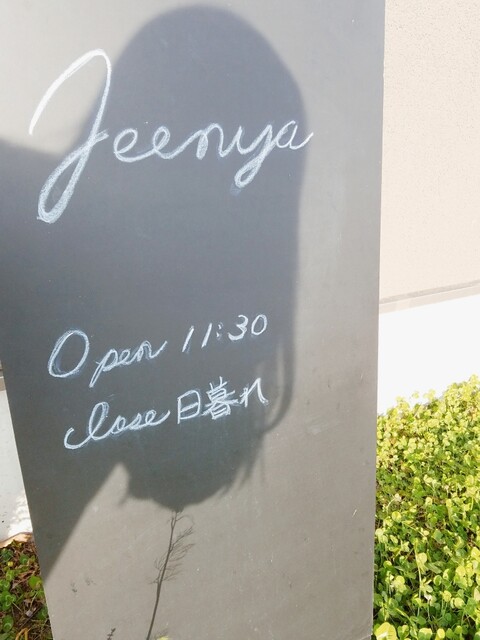 Jeenya
Open 11:30
Close 日暮れ